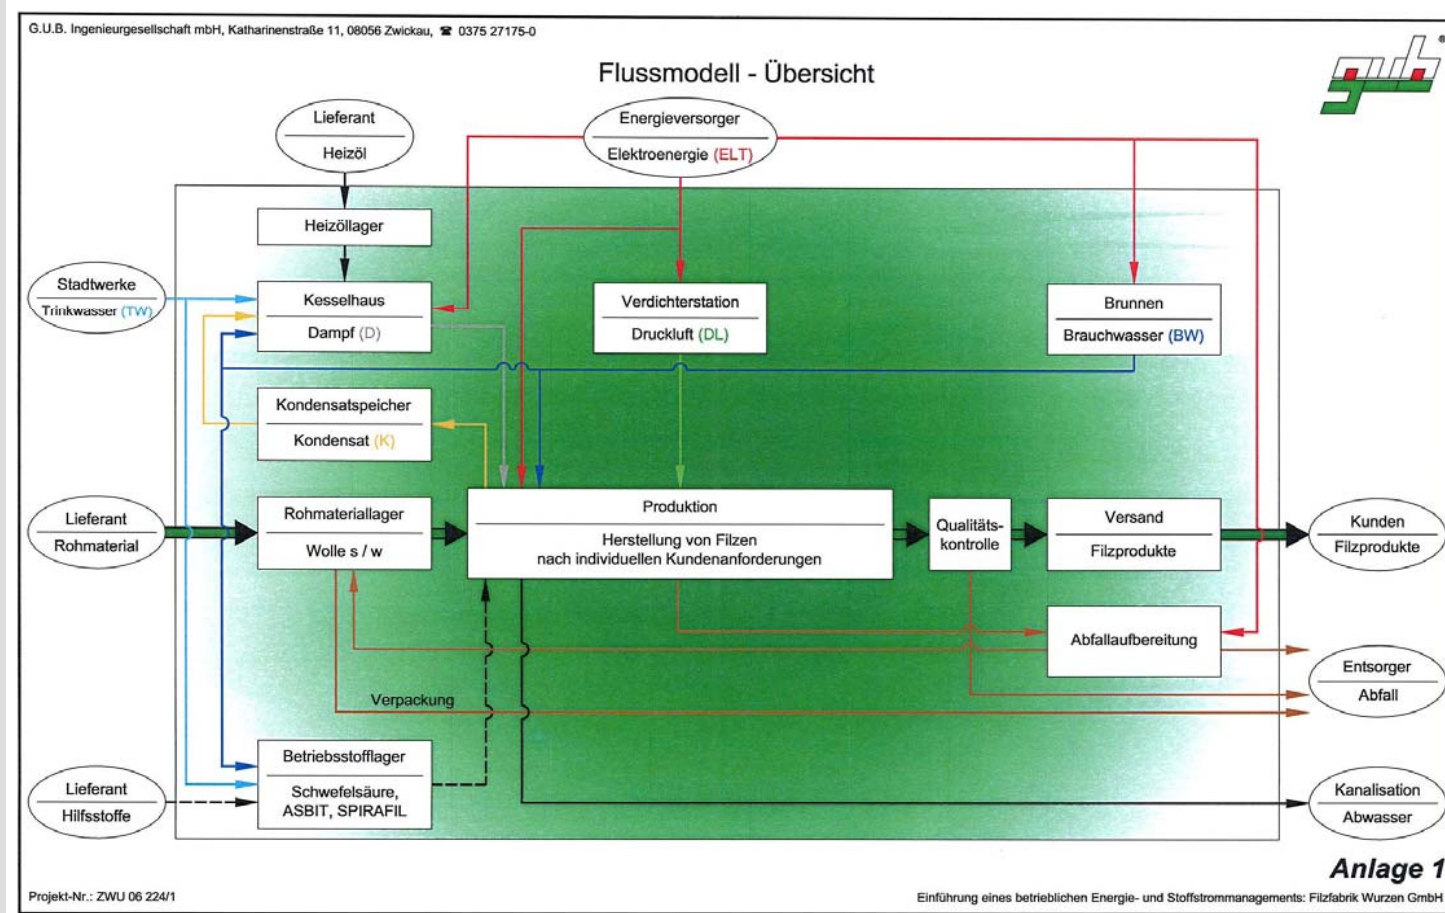 G.U.B. Ingenieurgesellschaft mbH, Katharinenstraße 11, 08056 Zwickau, ☎ 0375 27175-0
gub ®
Flussmodell - Übersicht
Lieferant
Heizöl
Energieversorger
Elektroenergie (ELT)
Heizöllager
Stadtwerke
Trinkwasser (TW)
Kesselhaus
Dampf (D)
Verdichterstation
Druckluft (DL)
Brunnen
Brauchwasser (BW)
Kondensatspeicher
Kondensat (K)
Lieferant
Rohmaterial
Rohmateriallager
Wolle s / w
Produktion
Herstellung von Filzen
nach individuellen Kundenanforderungen
Qualitäts-
kontrolle
Versand
Filzprodukte
Kunden
Filzprodukte
Abfallaufbereitung
Entsorger
Abfall
Verpackung
Betriebsstofflager
Schwefelsäure,
ASBIT, SPIRAFIL
Lieferant
Hilfsstoffe
Kanalisation
Abwasser
Anlage 1
Projekt-Nr.: ZWU 06 224/1
Einführung eines betrieblichen Energie- und Stoffstrommanagements: Filzfabrik Wurzen GmbH